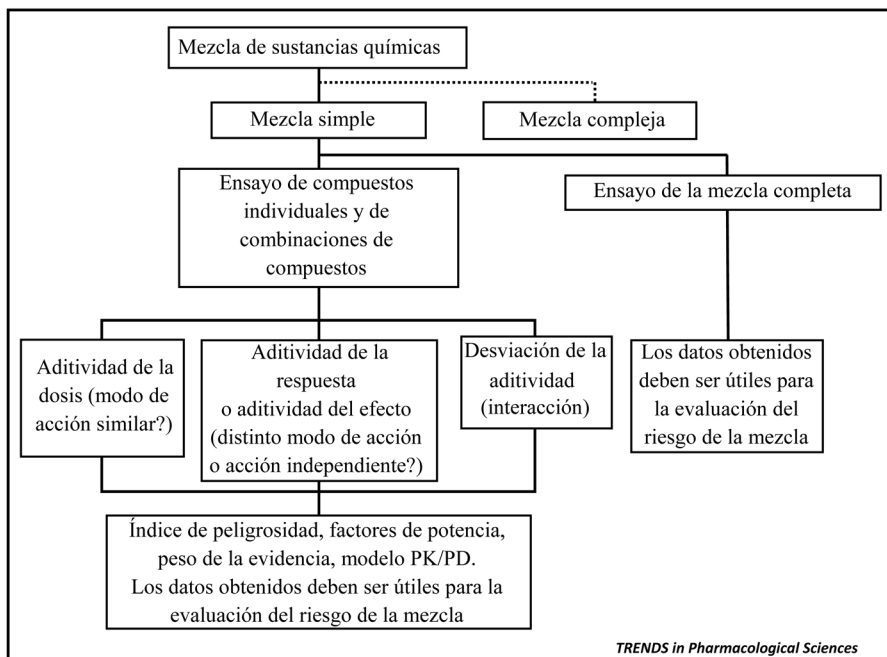 Mezcla de sustancias químicas
Mezcla simple
Mezcla compleja
Ensayo de compuestos
individuales y de
combinaciones de
compuestos
Ensayo de la mezcla completa
Aditividad de la
dosis (modo de
acción similar?)
Aditividad de la
respuesta
o aditividad del efecto
(distinto modo de acción
o acción independiente?)
Desviación de la
aditividad
(interacción)
Los datos obtenidos
deben ser útiles para
la evaluación del
riesgo de la mezcla
Índice de peligrosidad, factores de potencia,
peso de la evidencia, modelo PK/PD.
Los datos obtenidos deben ser útiles para la
evaluación del riesgo de la mezcla
TRENDS in Pharmacological Sciences